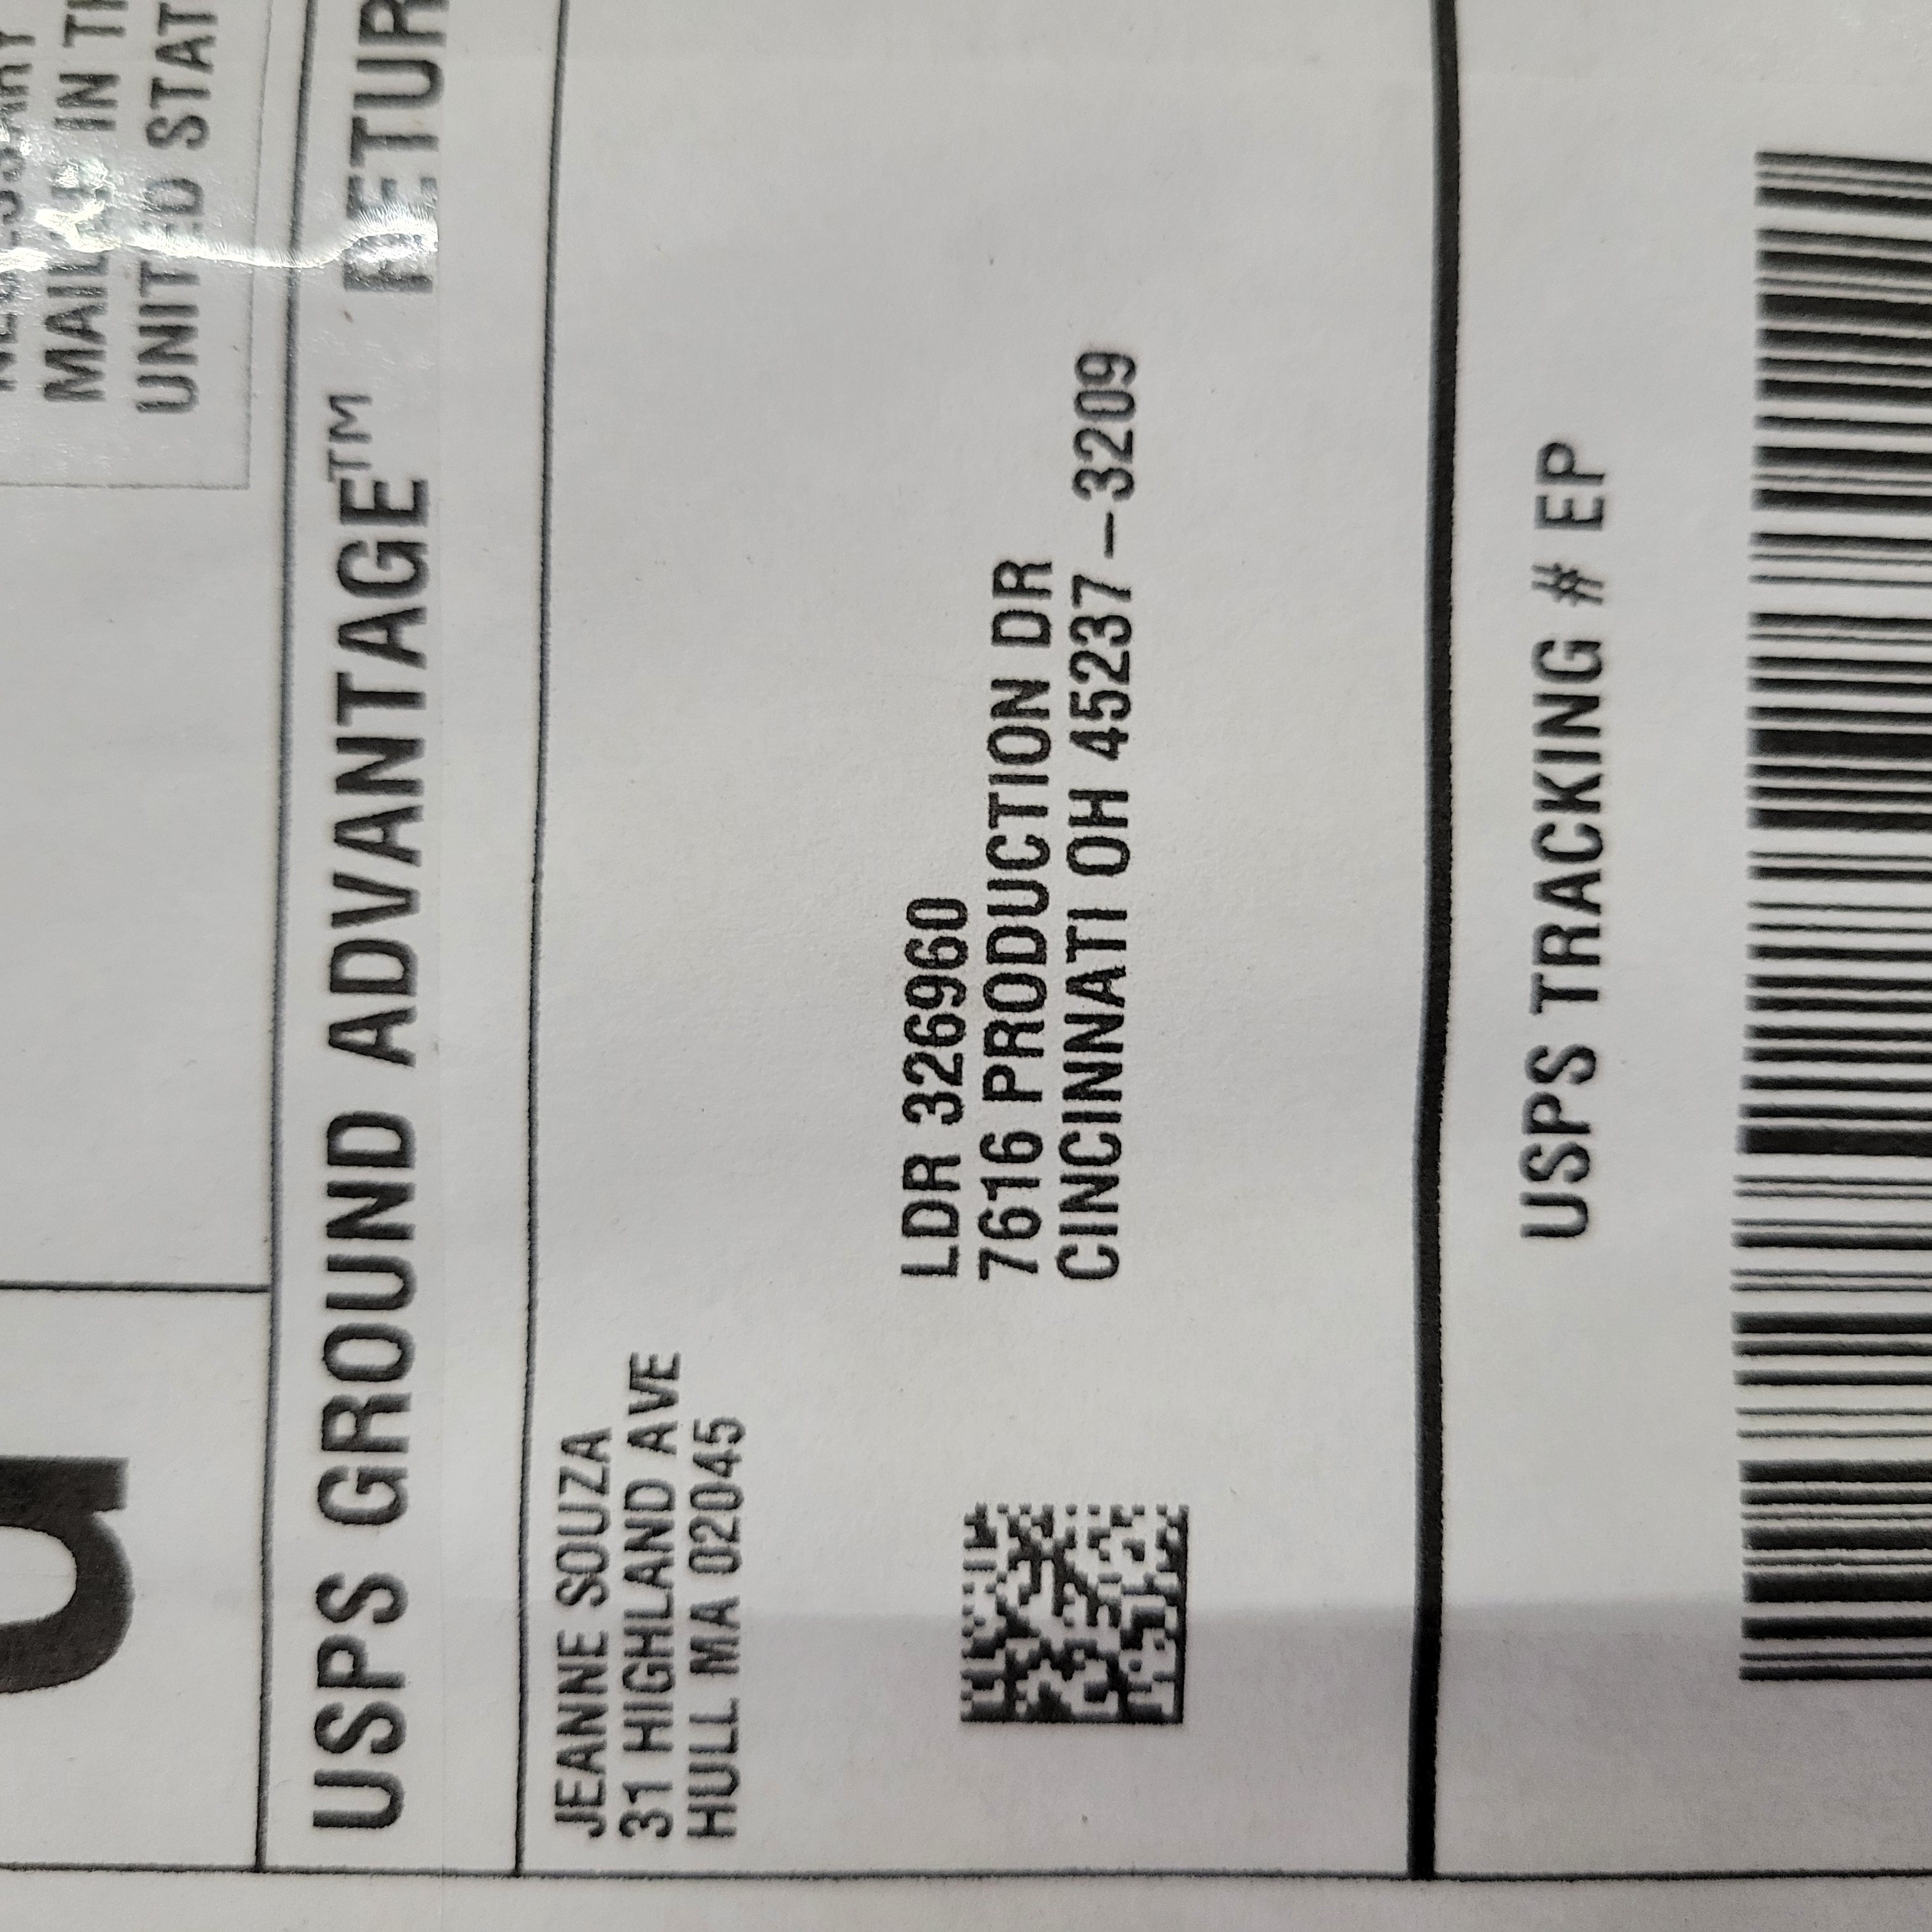 MAIL
IN
UNITED STAT
USPS GROUND ADVANTAGE™ RETUR
JEANNE SOUZA
31 HIGHLAND AVE
HULL MA 02045
LDR 326960
7616 PRODUCTION DR
CINCINNATI OH 45237–3209
USPS TRACKING # EP